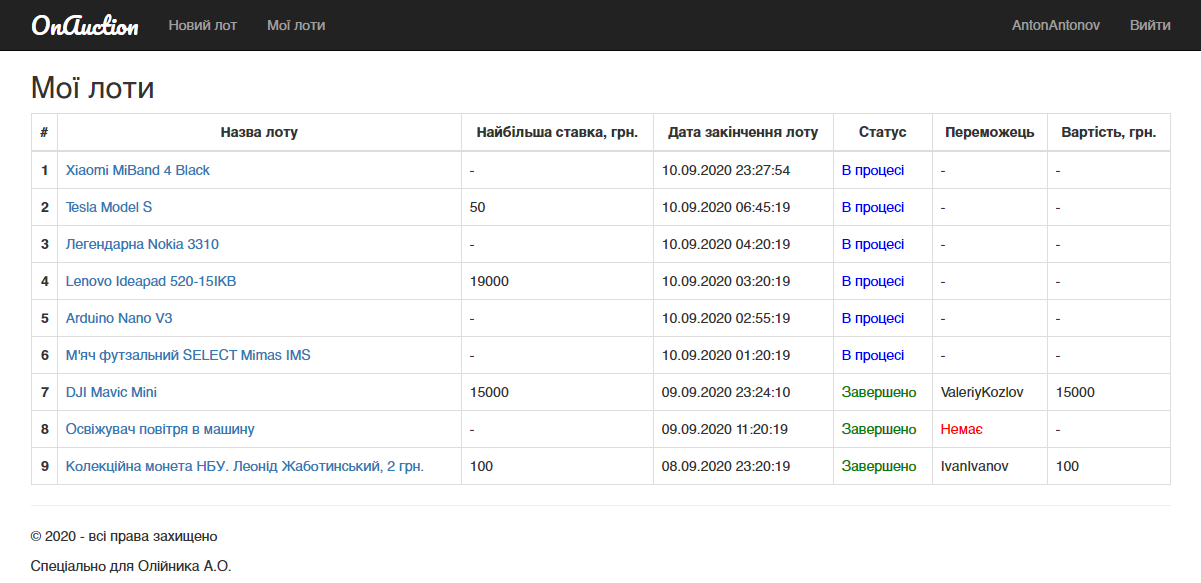 OnAuction Новий лот Мої лоти AntonAntonov Вийти
Мої лоти
# Назва лоту Найбільша ставка, грн. Дата закінчення лоту Статус Переможець Вартість, грн.
1 Xiaomi MiBand 4 Black - 10.09.2020 23:27:54 В процесі - -
2 Tesla Model S 50 10.09.2020 06:45:19 В процесі - -
3 Легендарна Nokia 3310 - 10.09.2020 04:20:19 В процесі - -
4 Lenovo Ideapad 520-15IKB 19000 10.09.2020 03:20:19 В процесі - -
5 Arduino Nano V3 - 10.09.2020 02:55:19 В процесі - -
6 М'яч футзальний SELECT Mimas IMS - 10.09.2020 01:20:19 В процесі - -
7 DJI Mavic Mini 15000 09.09.2020 23:24:10 Завершено ValeriyKozlov 15000
8 Освіжувач повітря в машину - 09.09.2020 11:20:19 Завершено Немає -
9 Колекційна монета НБУ. Леонід Жаботинський, 2 грн. 100 08.09.2020 23:20:19 Завершено IvanIvanov 100
© 2020 - всі права захищено
Спеціально для Олійника А.О.